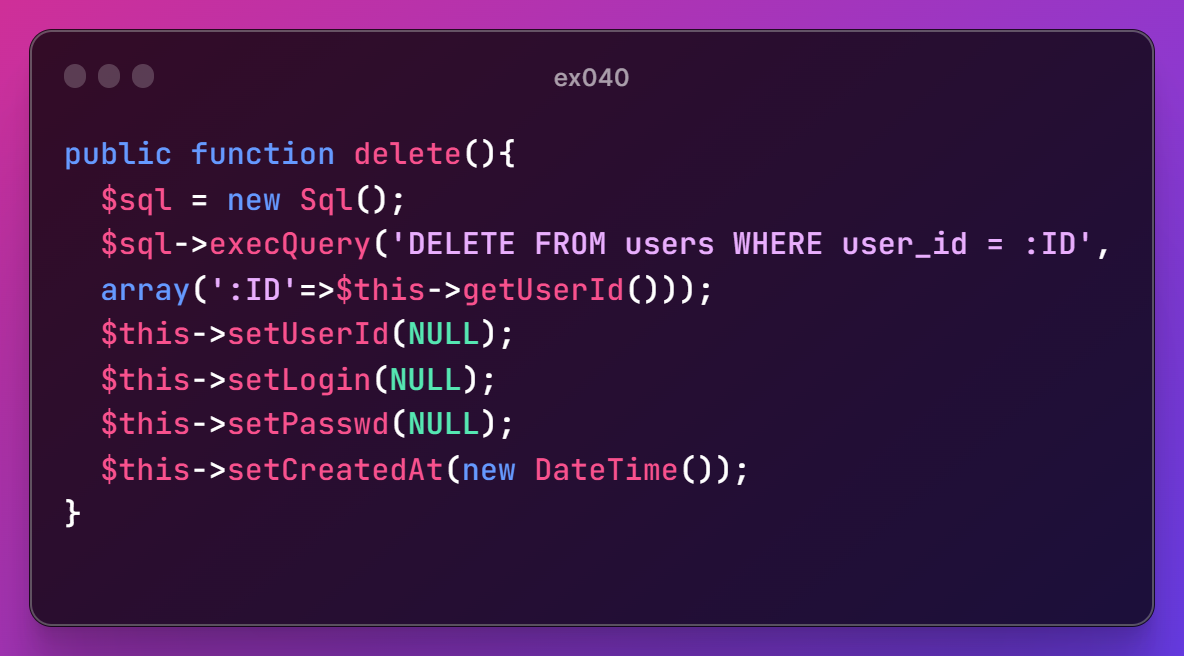 ex040
public function delete(){
  $sql = new Sql();
  $sql->execQuery('DELETE FROM users WHERE user_id = :ID',
  array(':ID'=>$this->getUserId()));
  $this->setUserId(NULL);
  $this->setLogin(NULL);
  $this->setPasswd(NULL);
  $this->setCreatedAt(new DateTime());
}